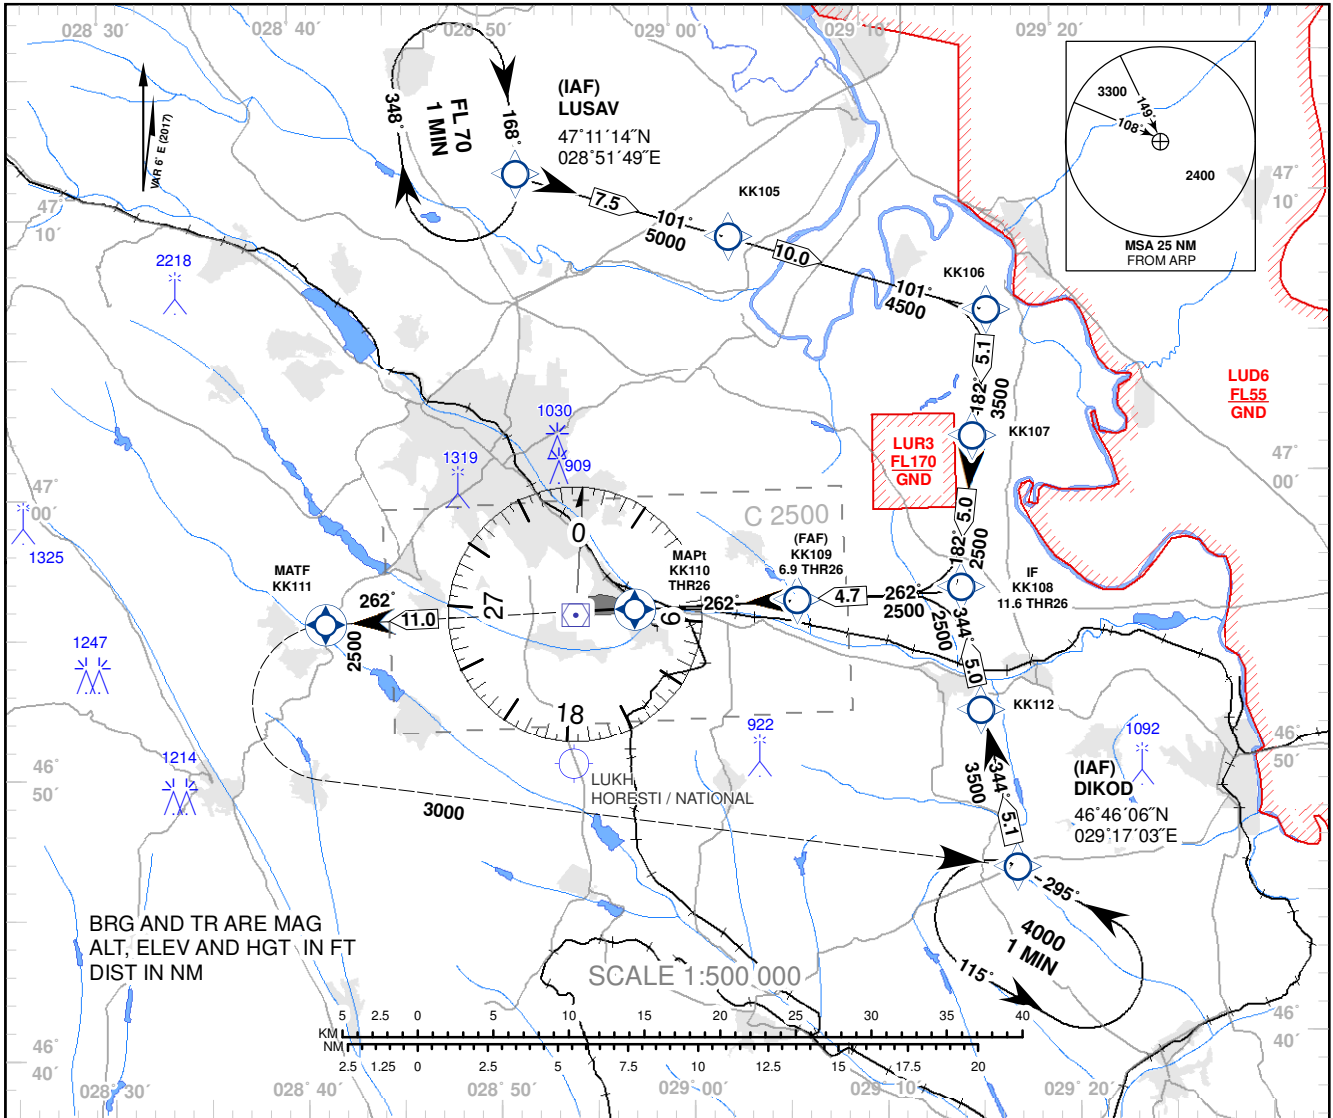 028° 30´
028° 40´
028° 50´
029° 00´
029° 10´
029° 20´
VAR 6° E (2017)
348°
FL 70
1 MIN
168°
(IAF)
LUSAV
47°11´14˝N
028°51´49˝E
7.5
101°
5000
KK105
10.0
101°
4500
KK106
3300
149°
108°
2400
MSA 25 NM
FROM ARP
47°
10´
47°
10´
2218
5.1
182°
3500
KK107
LUD6
FL55
GND
LUR3
FL170
GND
1030
909
1319
47°
00´
47°
00´
1325
C 2500
5.0
182°
2500
(FAF)
KK109
6.9 THR26
MAPt
KK110
THR26
IF
KK108
11.6 THR26
MATF
KK111
262°
11.0
2500
0
27
9
18
262°
4.7
262°
2500
344°
2500
5.0
KK112
1247
1214
922
1092
46°
50´
46°
50´
LUKH
HORESTI / NATIONAL
3000
344°
3500
5.1
(IAF)
DIKOD
46°46´06˝N
029°17´03˝E
295°
4000
1 MIN
115°
BRG AND TR ARE MAG
ALT, ELEV AND HGT IN FT
DIST IN NM
SCALE 1:500 000
KM 5 2.5 0 5 10 15 20 25 30 35 40
NM 2.5 1.25 0 2.5 5 7.5 10 12.5 15 17.5 20
46°
40´
46°
40´
028° 30´
028° 40´
028° 50´
029° 00´
029° 10´
029° 20´